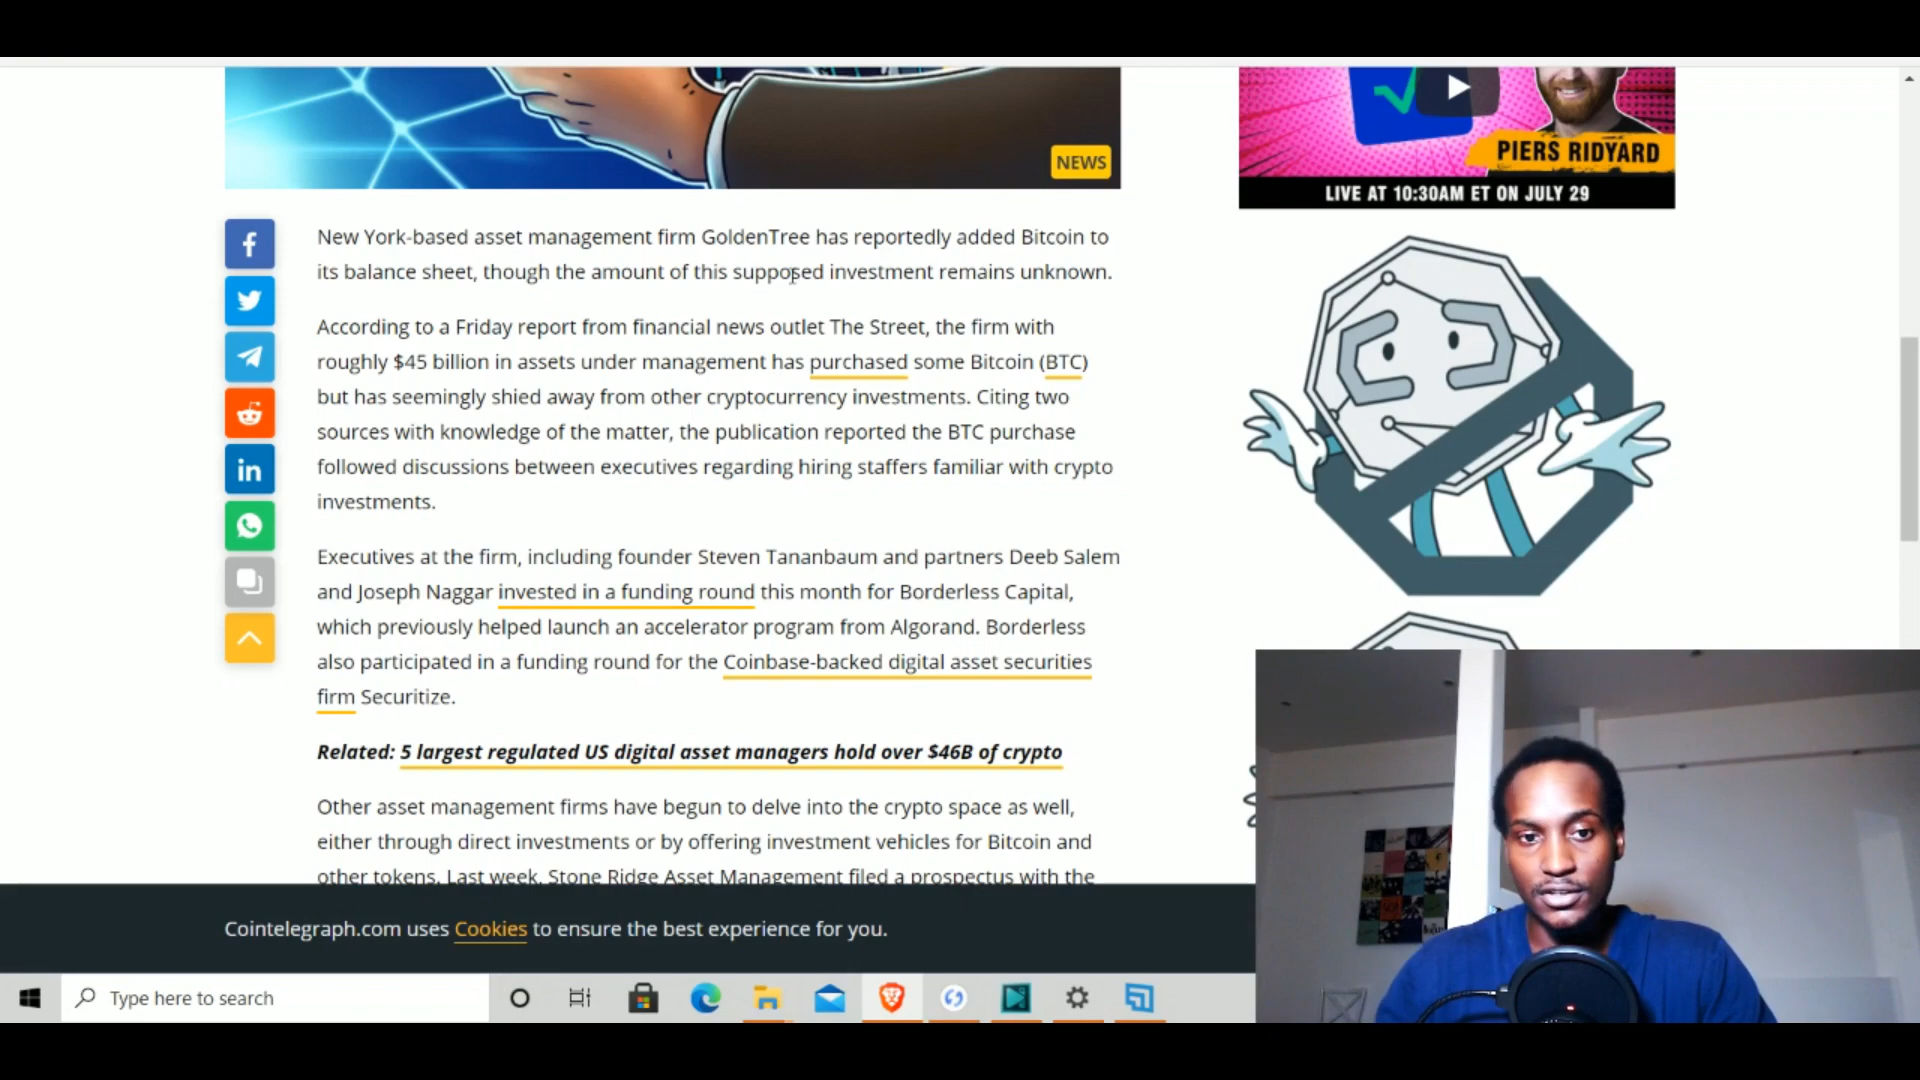 NEWS
PIERS RIDYARD
LIVE AT 10:30AM ET ON JULY 29
New York-based asset management firm GoldenTree has reportedly added Bitcoin to
its balance sheet, though the amount of this supposed investment remains unknown.
According to a Friday report from financial news outlet The Street, the firm with
roughly $45 billion in assets under management has purchased some Bitcoin (BTC)
but has seemingly shied away from other cryptocurrency investments. Citing two
sources with knowledge of the matter, the publication reported the BTC purchase
followed discussions between executives regarding hiring staffers familiar with crypto
investments.
Executives at the firm, including founder Steven Tananbaum and partners Deeb Salem
and Joseph Naggar invested in a funding round this month for Borderless Capital,
which previously helped launch an accelerator program from Algorand. Borderless
also participated in a funding round for the Coinbase-backed digital asset securities
firm Securitize.
Related: 5 largest regulated US digital asset managers hold over $46B of crypto
Other asset management firms have begun to delve into the crypto space as well,
either through direct investments or by offering investment vehicles for Bitcoin and
other tokens. Last week, Stone Ridge Asset Management filed a prospectus with the
Cointelegraph.com uses Cookies to ensure the best experience for you.
Type here to search